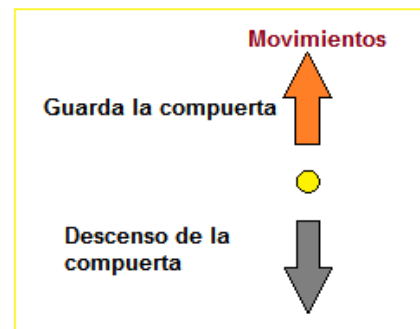 Movimientos
Guarda la compuerta
Descenso de la
compuerta